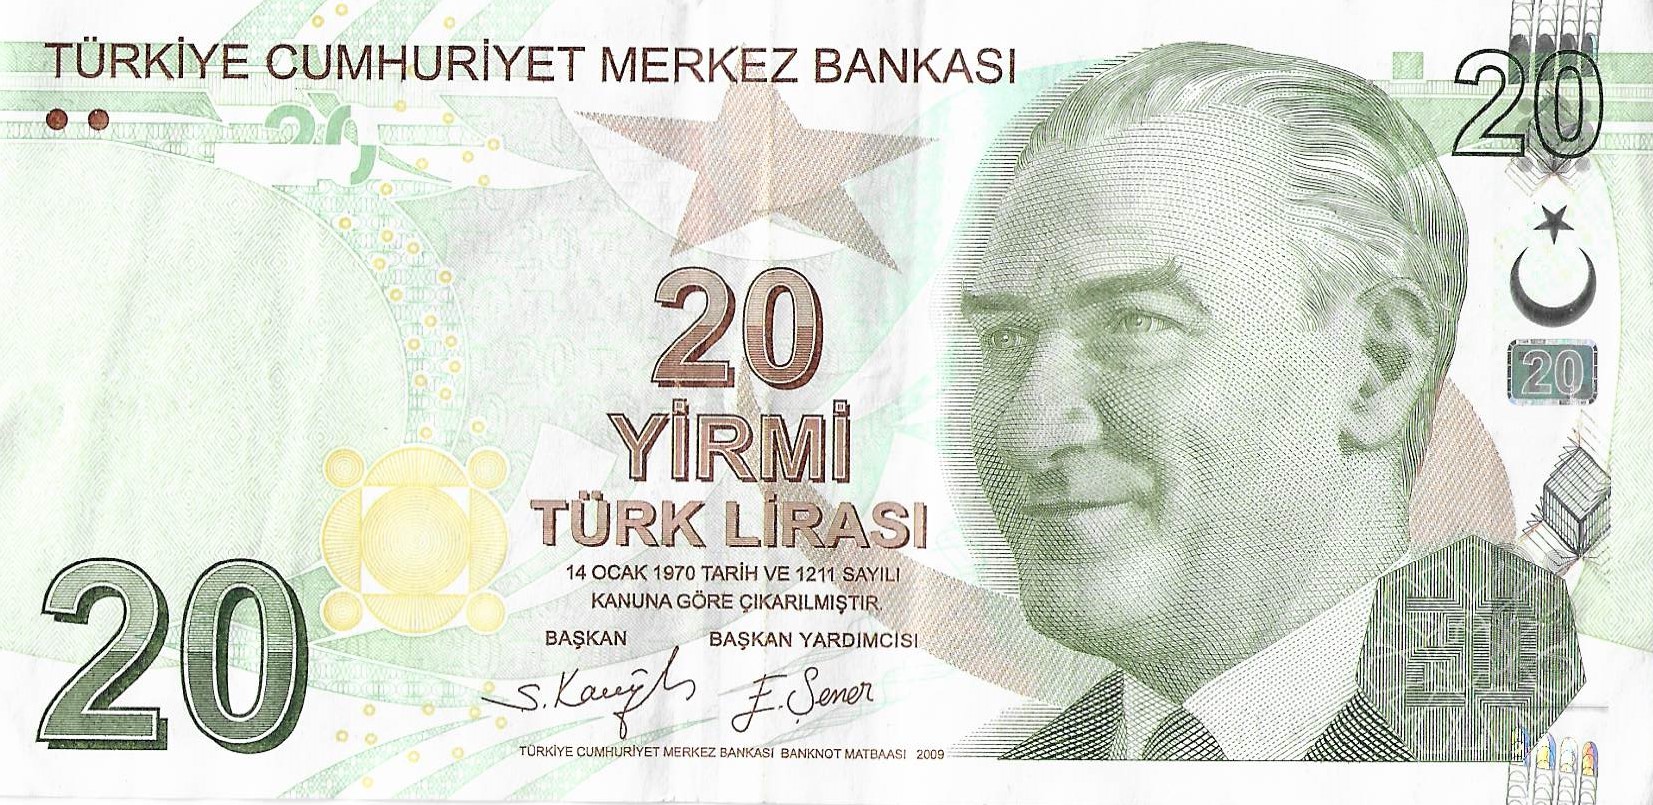 TÜRKİYE CUMHURİYET MERKEZ BANKASI
20
20
20
YİRMİ
TÜRK LİRASI
14 OCAK 1970 TARİH VE 1211 SAYILI
KANUNA GÖRE ÇIKARILMIŞTIR.
BAŞKAN BAŞKAN YARDIMCISI
E. Şener
TÜRKİYE CUMHURİYET MERKEZ BANKASI BANKNOT MATBAASI 2009
20
20